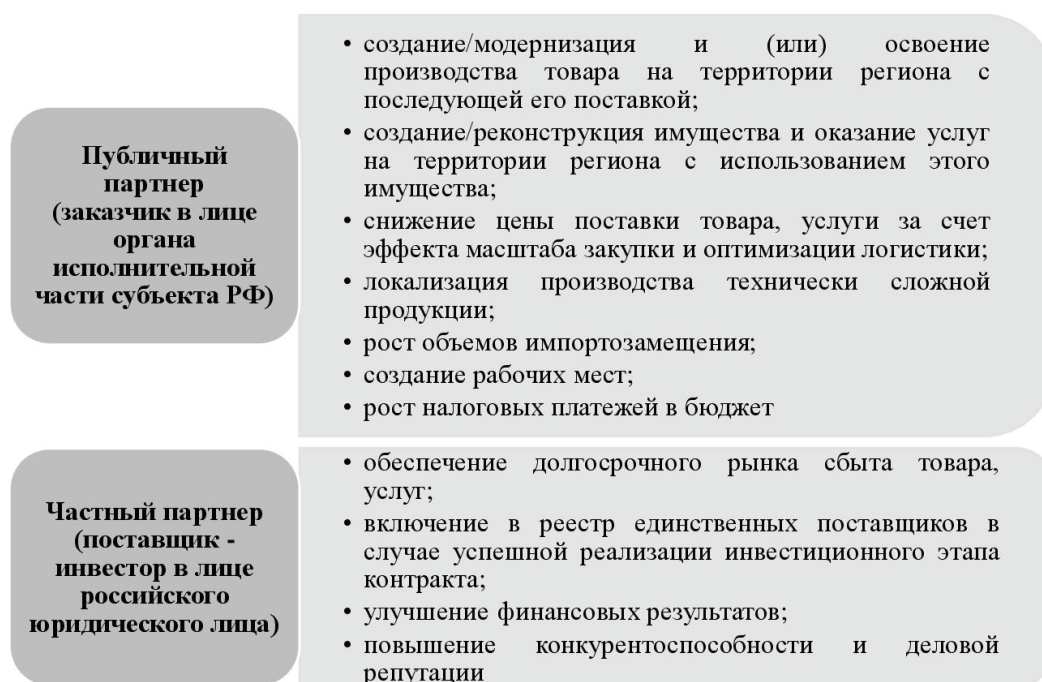 Публичный
партнер
(заказчик в лице
органа
исполнительной
части субъекта РФ)
• создание/модернизация и (или) освоение
производства товара на территории региона с
последующей его поставкой;
• создание/реконструкция имущества и оказание услуг
на территории региона с использованием этого
имущества;
• снижение цены поставки товара, услуги за счет
эффекта масштаба закупки и оптимизации логистики;
• локализация производства технически сложной
продукции;
• рост объемов импортозамещения;
• создание рабочих мест;
• рост налоговых платежей в бюджет
Частный партнер
(поставщик -
инвестор в лице
российского
юридического лица)
• обеспечение долгосрочного рынка сбыта товара,
услуг;
• включение в реестр единственных поставщиков в
случае успешной реализации инвестиционного этапа
контракта;
• улучшение финансовых результатов;
• повышение конкурентоспособности и деловой
репутации